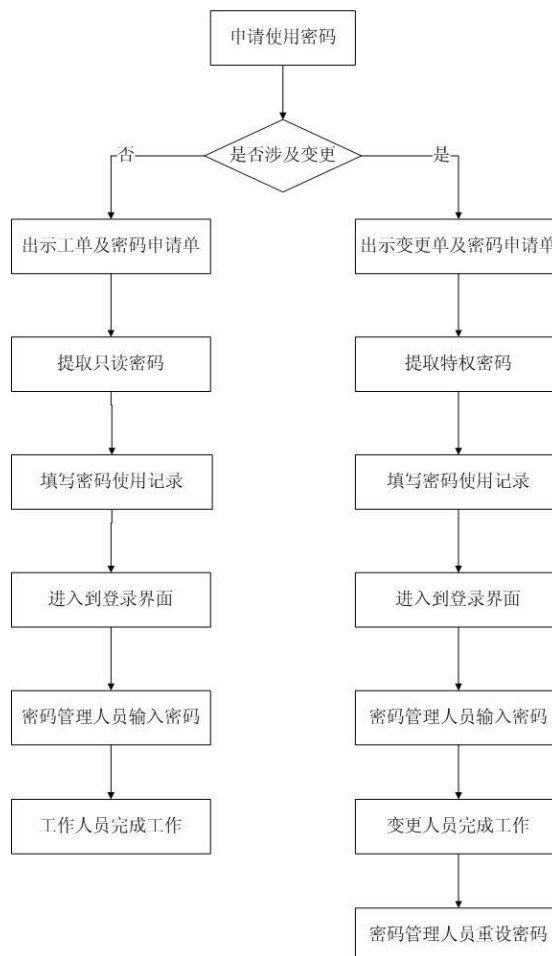 申请使用密码
是否涉及变更
否
是
出示工单及密码申请单
出示变更单及密码申请单
提取只读密码
提取特权密码
填写密码使用记录
填写密码使用记录
进入到登录界面
进入到登录界面
密码管理人员输入密码
密码管理人员输入密码
工作人员完成工作
变更人员完成工作
密码管理人员重设密码